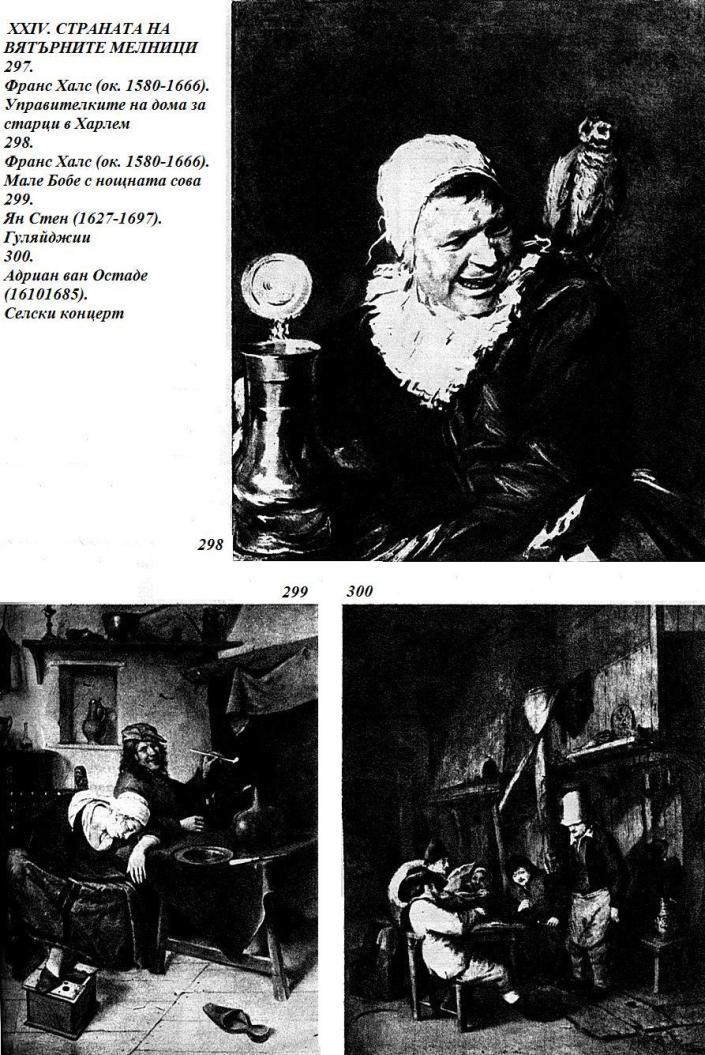 XXIV. СТРАНАТА НА
ВЯТЪРНИТЕ МЕЛНИЦИ
297.
Франс Халс (ок. 1580-1666).
Управителките на дома за
старци в Харлем
298.
Франс Халс (ок. 1580-1666).
Мале Бобе с нощната сова
299.
Ян Стен (1627-1697).
Гуляйджии
300.
Адриан ван Остаде
(16101685).
Селски концерт
298
299
300